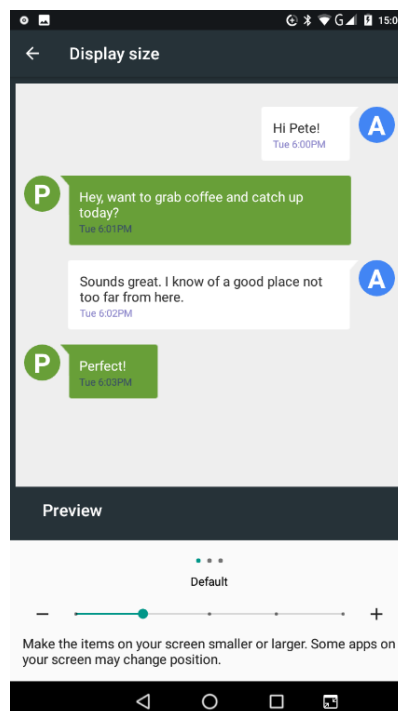 G 15:0
Display size
Hi Pete!
Tue 6:00PM
A
P
Hey, want to grab coffee and catch up
today?
Tue 6:01PM
Sounds great. I know of a good place not
too far from here.
Tue 6:02PM
A
P
Perfect!
Tue 6:03PM
Preview
Default
Make the items on your screen smaller or larger. Some apps on
your screen may change position.